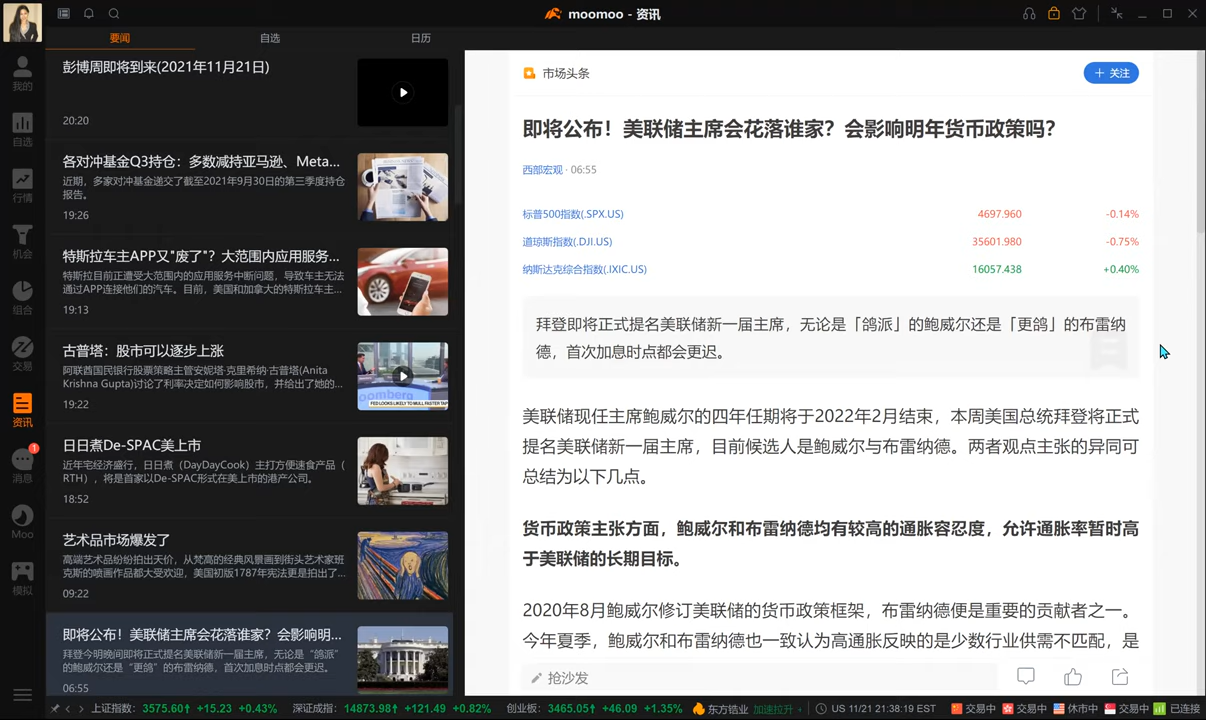 moomoo - 资讯
要闻
自选
日历
我的
自选
行情
机会
组合
交易
资讯
1
消息
Moo
模拟
彭博周即将到来(2021年11月21日)
20:20
各对冲基金Q3持仓：多数减持亚马逊、Meta...
近期，多家对冲基金递交了截至2021年9月30日的第三季度持仓
报告。
19:26
特斯拉车主APP又"废了"？大范围内应用服务...
特斯拉目前正遭受大范围内的应用服务中断问题，导致车主无法
通过APP连接他们的汽车。目前，美国和加拿大的特斯拉车主...
19:13
古普塔：股市可以逐步上涨
阿联酋国民银行股票策略主管安妮塔·克里希纳·古普塔(Anita
Krishna Gupta)讨论了利率决定如何影响股市，并给出了她的...
19:22
Bloomberg
FED LOOKS LIKELY TO MULL FASTER TAP
日日煮De-SPAC美上市
近年宅经济盛行，日日煮（DayDayCook）主打方便速食产品（
RTH），将是首家以De-SPAC形式在美上市的港产公司。
18:52
艺术品市场爆发了
高端艺术品纷纷拍出天价，从梵高的经典风景画到街头艺术家班
克斯的喷画作品都大受欢迎，美国初版1787年宪法更是拍出了...
09:22
即将公布！美联储主席会花落谁家？会影响明...
拜登今明晚间即将正式提名美联储新一届主席，无论是“鸽派”
的鲍威尔还是“更鸽”的布雷纳德，首次加息时点都会更迟。
06:55
市场头条
＋ 关注
即将公布！美联储主席会花落谁家？会影响明年货币政策吗？
西部宏观 · 06:55
标普500指数(.SPX.US) 4697.960 -0.14%
道琼斯指数(.DJI.US) 35601.980 -0.75%
纳斯达克综合指数(.IXIC.US) 16057.438 +0.40%
拜登即将正式提名美联储新一届主席，无论是「鸽派」的鲍威尔还是「更鸽」的布雷纳
德，首次加息时点都会更迟。
美联储现任主席鲍威尔的四年任期将于2022年2月结束，本周美国总统拜登将正式
提名美联储新一届主席，目前候选人是鲍威尔与布雷纳德。两者观点主张的异同可
总结为以下几点。
货币政策主张方面，鲍威尔和布雷纳德均有较高的通胀容忍度，允许通胀率暂时高
于美联储的长期目标。
2020年8月鲍威尔修订美联储的货币政策框架，布雷纳德便是重要的贡献者之一。
今年夏季，鲍威尔和布雷纳德也一致认为高通胀反映的是少数行业供需不匹配，是
抢沙发
上证指数： 3575.60↑ +15.23 +0.43% 深证成指： 14873.98↑ +121.49 +0.82% 创业板： 3465.05↑ +46.09 +1.35% 东方锆业 加速拉升 US 11/21 21:38:19 EST 交易中 交易中 休市中 交易中 已连接